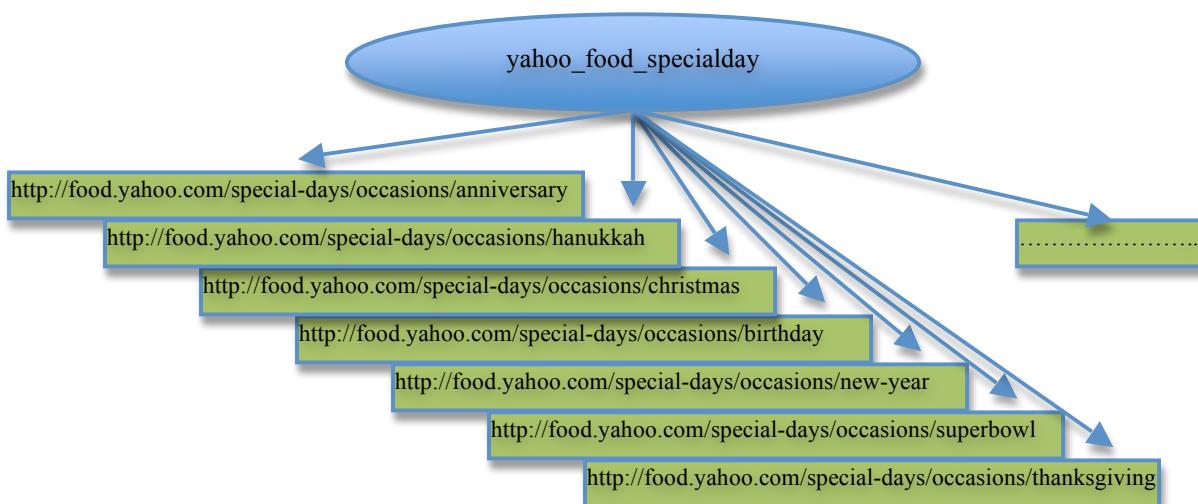 yahoo_food_specialday
http://food.yahoo.com/special-days/occasions/anniversary
http://food.yahoo.com/special-days/occasions/hanukkah
…………………..
http://food.yahoo.com/special-days/occasions/christmas
http://food.yahoo.com/special-days/occasions/birthday
http://food.yahoo.com/special-days/occasions/new-year
http://food.yahoo.com/special-days/occasions/superbowl
http://food.yahoo.com/special-days/occasions/thanksgiving